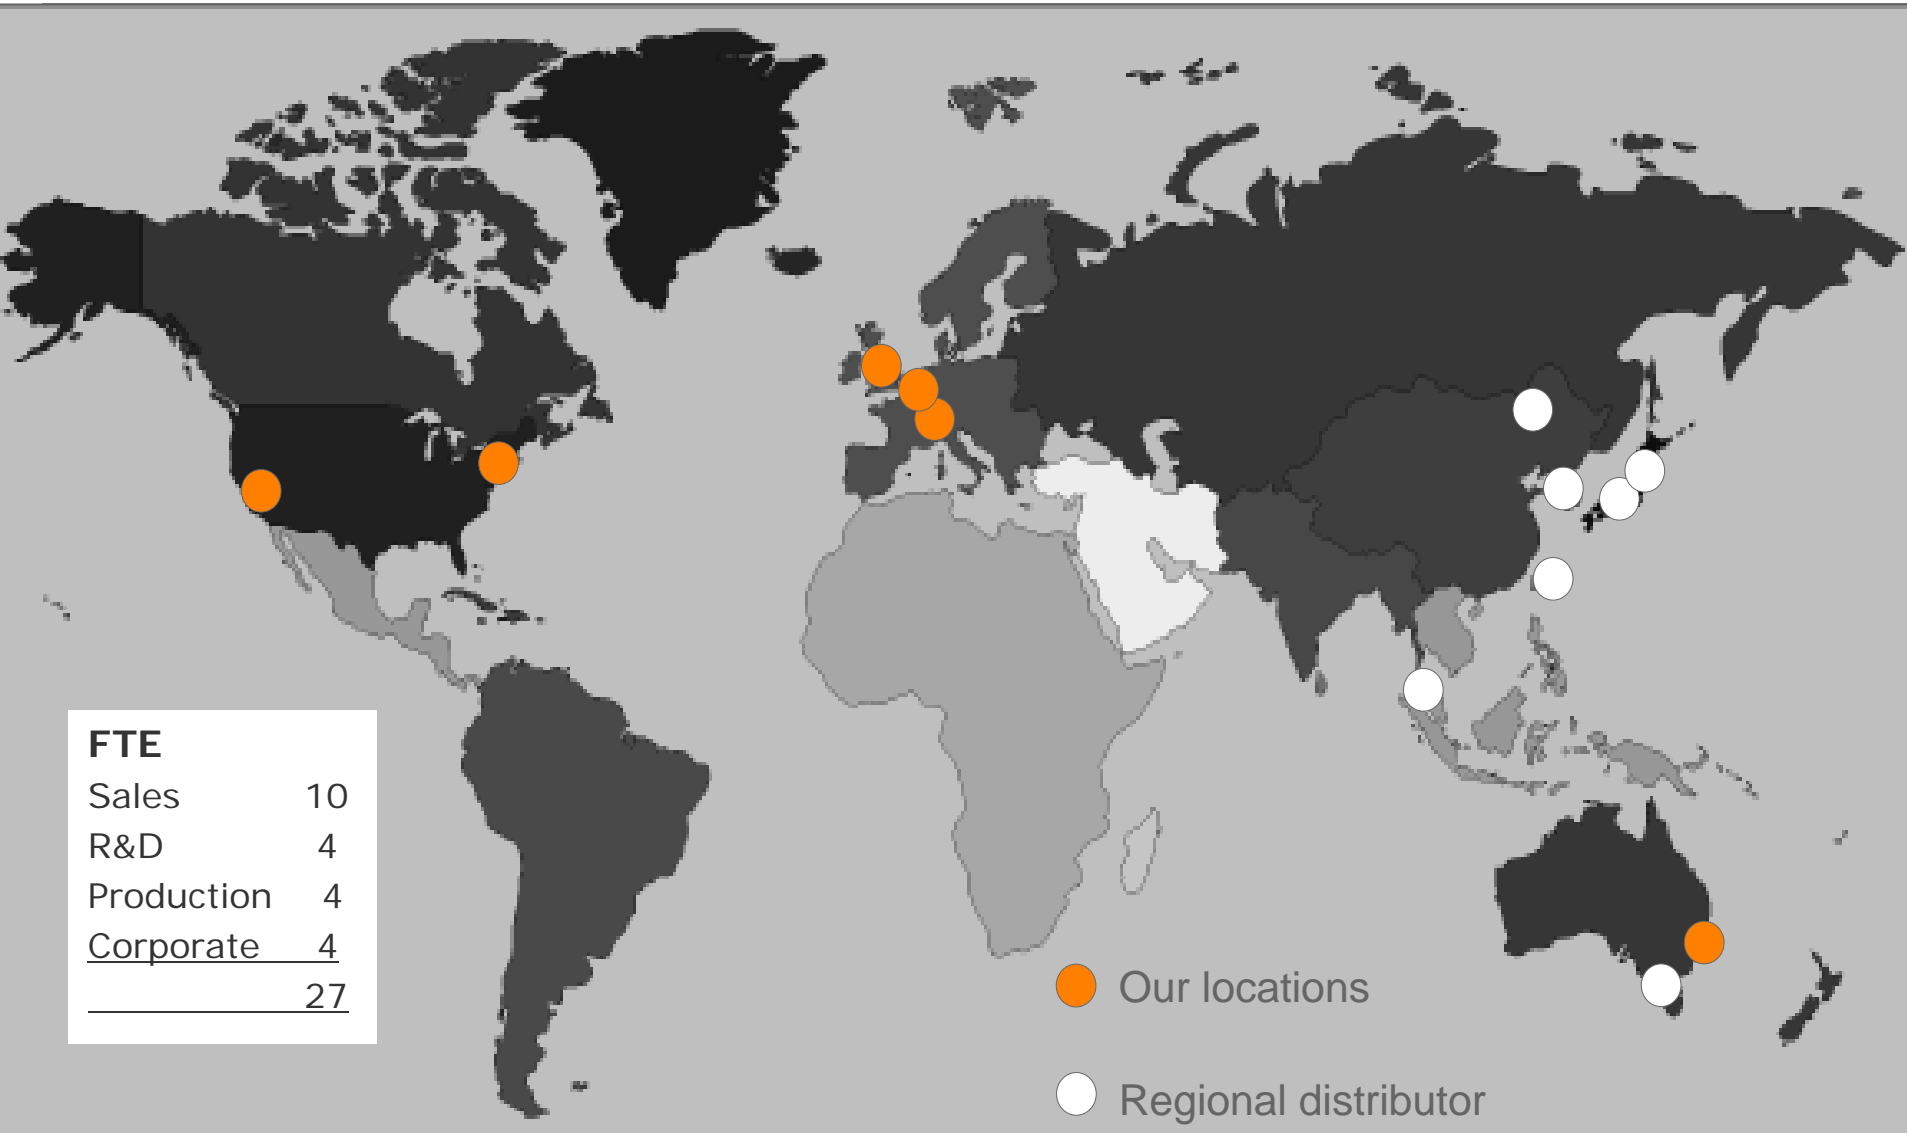 FTE
Sales 10
R&D 4
Production 4
Corporate 4
27
Our locations
Regional distributor